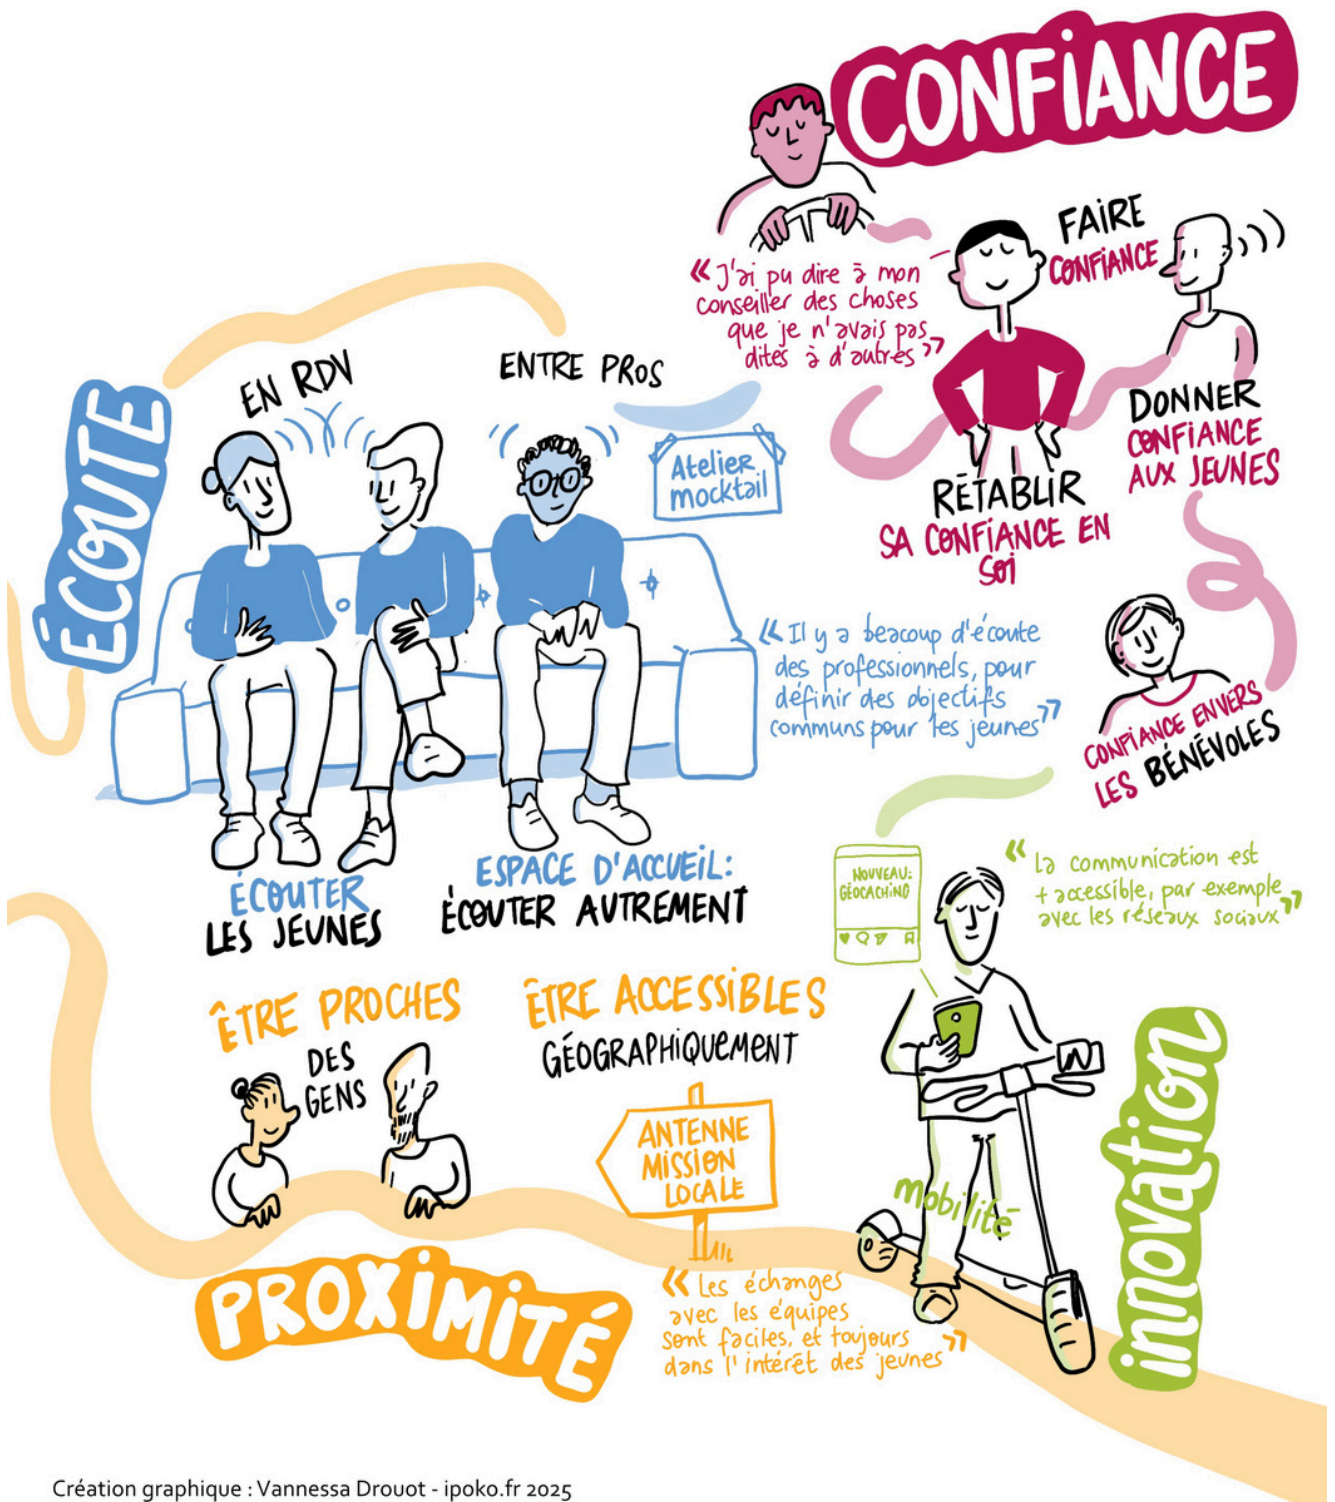 CONFiANCE
« J'ai pu dire à mon
conseiller des choses
que je n'avais pas
dites à d'autres »
FAiRE
CONFiANCE
DONNER
CONFiANCE
AUX JEUNES
RÉTABLiR
SA CONFiANCE EN
SOi
CONFiANCE ENVERS
LES BÉNÉVOLES
ÉCOUTE
EN RDV
ENTRE PROS
Atelier
mocktail
« Il y a beacoup d'écoute
des professionnels, pour
définir des objectifs
communs pour les jeunes »
ÉCOUTER
LES JEUNES
ESPACE D'ACCUEiL:
ÉCOUTER AUTREMENT
NOUVEAU:
GÉOCACHiNG
« La communication est
+ accessible, par exemple
avec les réseaux sociaux »
mobilité
innovation
ÊTRE PROCHES
DES
GENS
ÊTRE ACCESSiBLES
GÉOGRAPHiQUEMENT
ANTENNE
MiSSiON
LOCALE
PROXiMiTÉ
« Les échanges
avec les équipes
sont faciles, et toujours
dans l'intérêt des jeunes »
Création graphique : Vannessa Drouot - ipoko.fr 2025